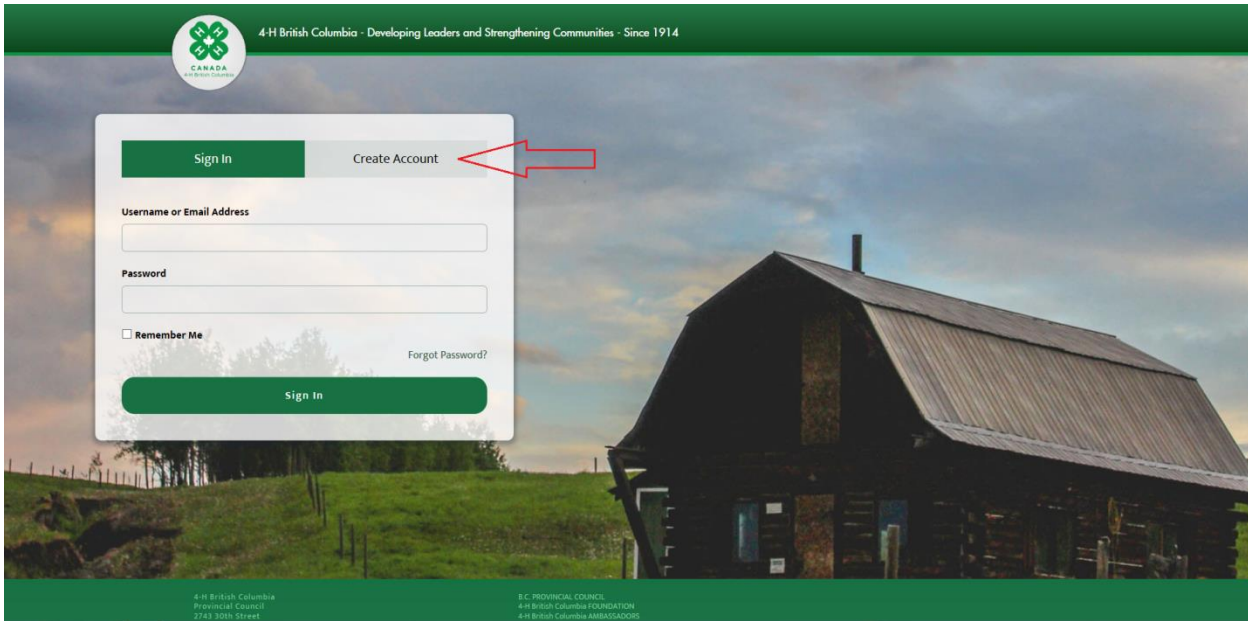 4-H British Columbia - Developing Leaders and Strengthening Communities - Since 1914
H H
H H
CANADA
4-H British Columbia
Sign In
Create Account
Username or Email Address
Password
Remember Me
Forgot Password?
Sign In
4-H British Columbia
Provincial Council
2743 30th Street
B.C. PROVINCIAL COUNCIL
4-H British Columbia FOUNDATION
4-H British Columbia AMBASSADORS